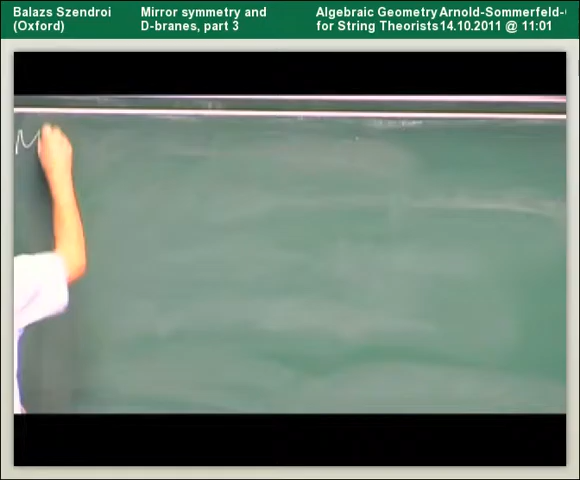 Balazs Szendroi
(Oxford)
Mirror symmetry and
D-branes, part 3
Algebraic Geometry
for String Theorists
Arnold-Sommerfeld-
14.10.2011 @ 11:01
M